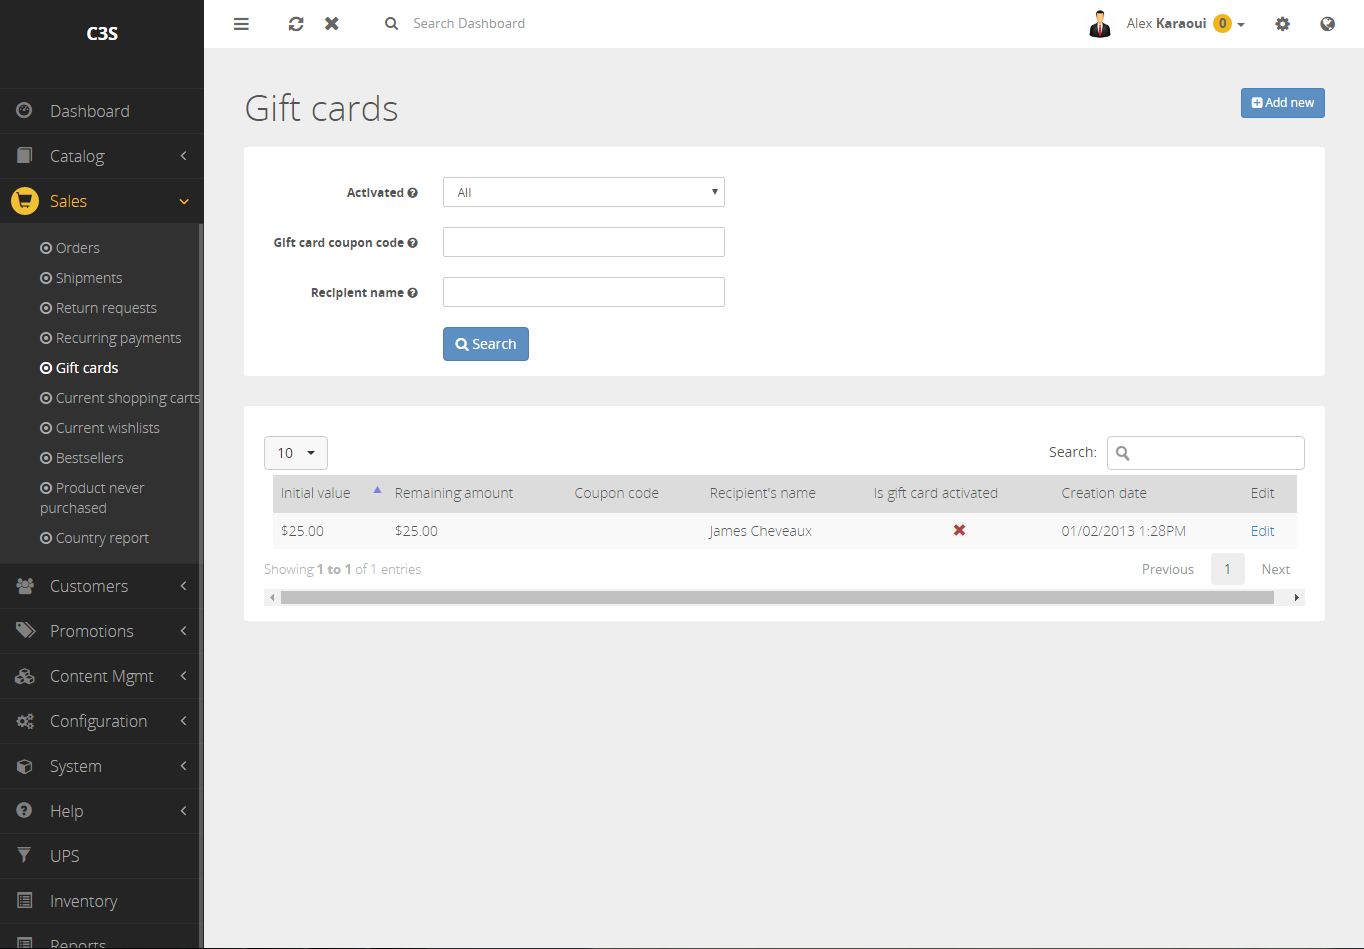 C3S
Search Dashboard
Alex Karaoui 0
Dashboard
Catalog
Sales
Orders
Shipments
Return requests
Recurring payments
Gift cards
Current shopping carts
Current wishlists
Bestsellers
Product never
purchased
Country report
Customers
Promotions
Content Mgmt
Configuration
System
Help
UPS
Inventory
Reports
Gift cards
Add new
Activated
All
Gift card coupon code
Recipient name
Search
10
Search:
Initial value Remaining amount Coupon code Recipient's name Is gift card activated Creation date Edit
$25.00 $25.00 James Cheveaux 01/02/2013 1:28PM Edit
Showing 1 to 1 of 1 entries
Previous 1 Next